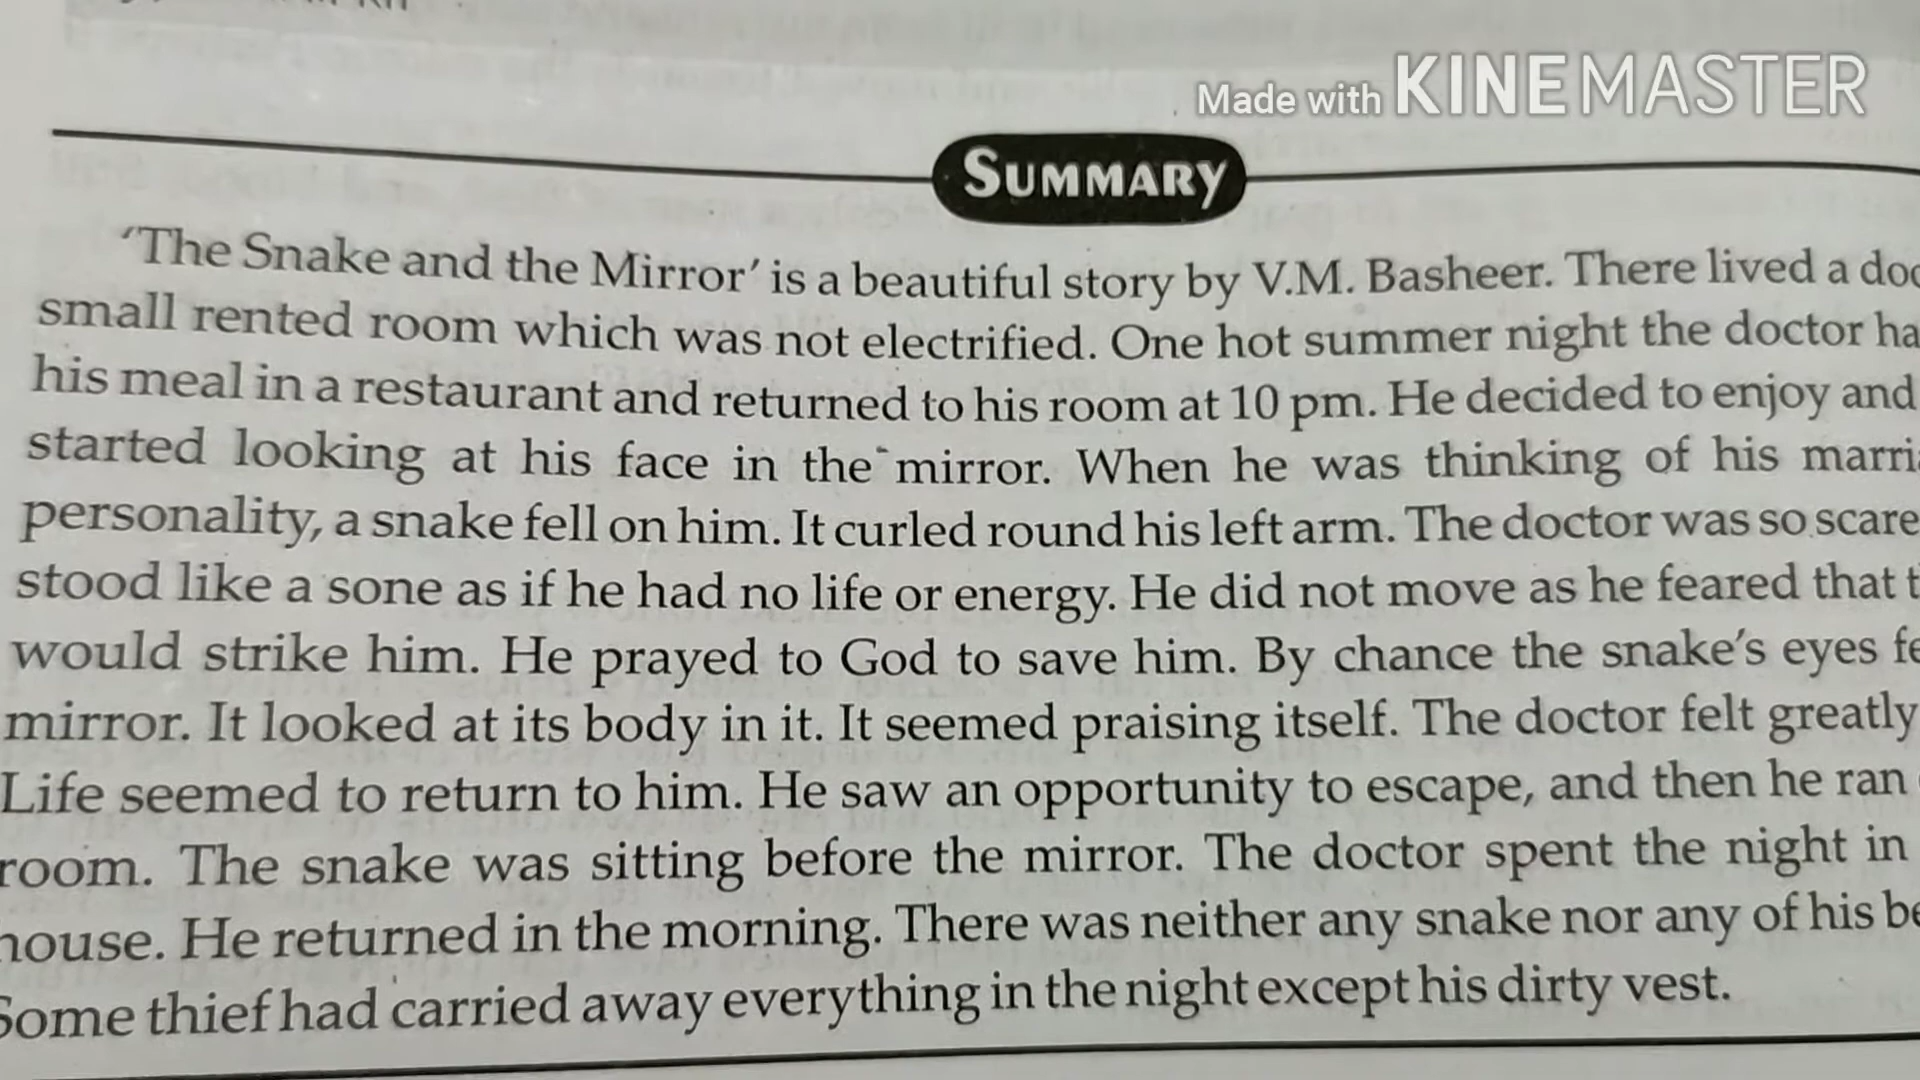 Made with KINEMASTER
SUMMARY
'The Snake and the Mirror' is a beautiful story by V.M. Basheer. There lived a
small rented room which was not electrified. One hot summer night the doctor
his meal in a restaurant and returned to his room at 10 pm. He decided to enjoy and
started looking at his face in the mirror. When he was thinking of his
personality, a snake fell on him. It curled round his left arm. The doctor was so
stood like a sone as if he had no life or energy. He did not move as he feared that
would strike him. He prayed to God to save him. By chance the snake's eyes
mirror. It looked at its body in it. It seemed praising itself. The doctor felt greatly
Life seemed to return to him. He saw an opportunity to escape, and then he ran
room. The snake was sitting before the mirror. The doctor spent the night in
house. He returned in the morning. There was neither any snake nor any of his
Some thief had carried away everything in the night except his dirty vest.